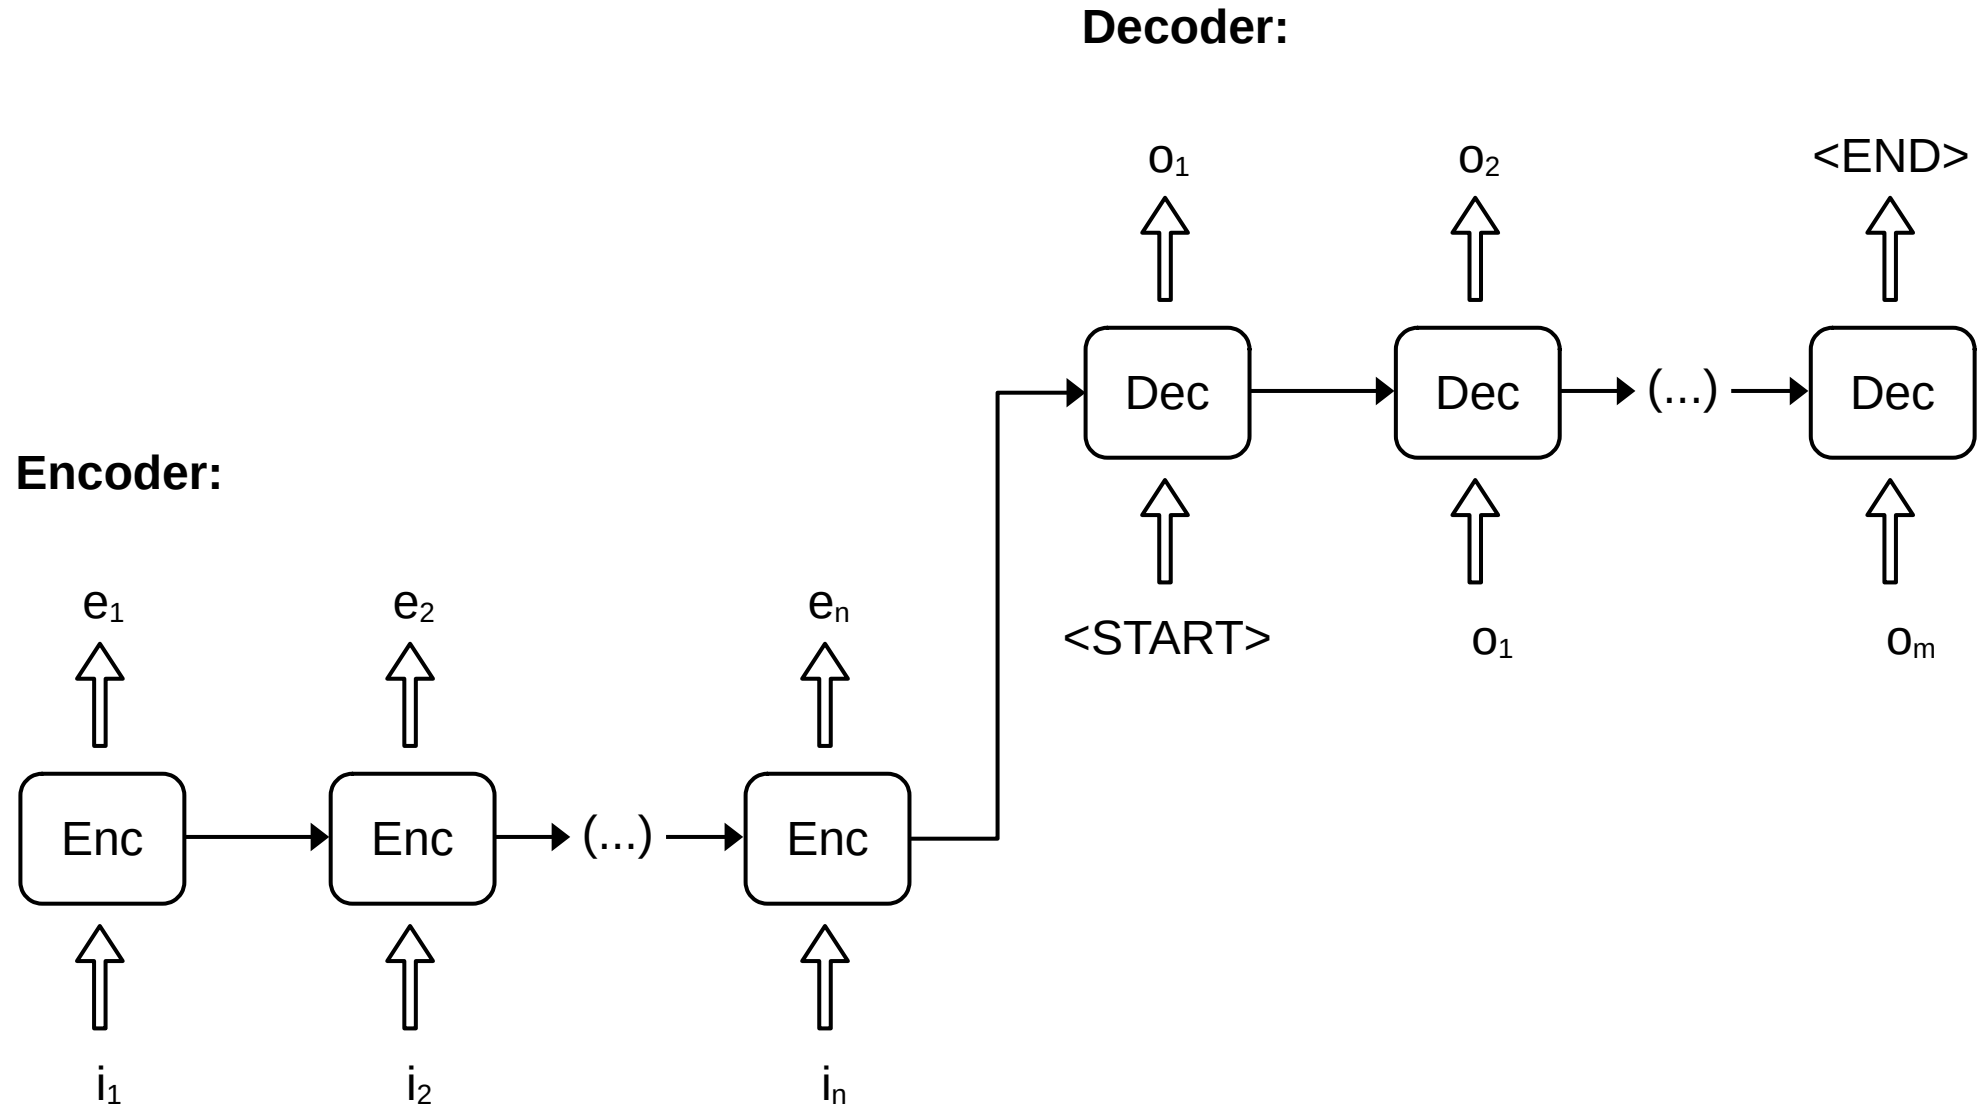 Decoder:
o1 o2 <END>
Dec Dec (...) Dec
<START> o1 om
Encoder:
e1 e2 en
Enc Enc (...) Enc
i1 i2 in